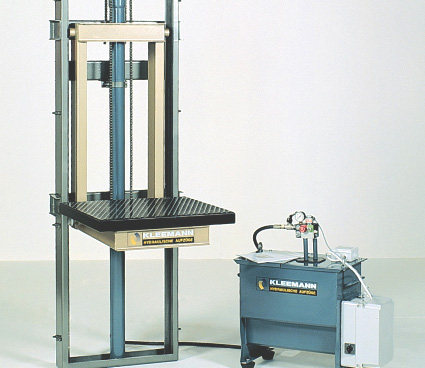 KLEEMANN
HYDRAULISCHE AUFZÜGE
KLEEMANN
HYDRAULISCHE AUFZÜGE